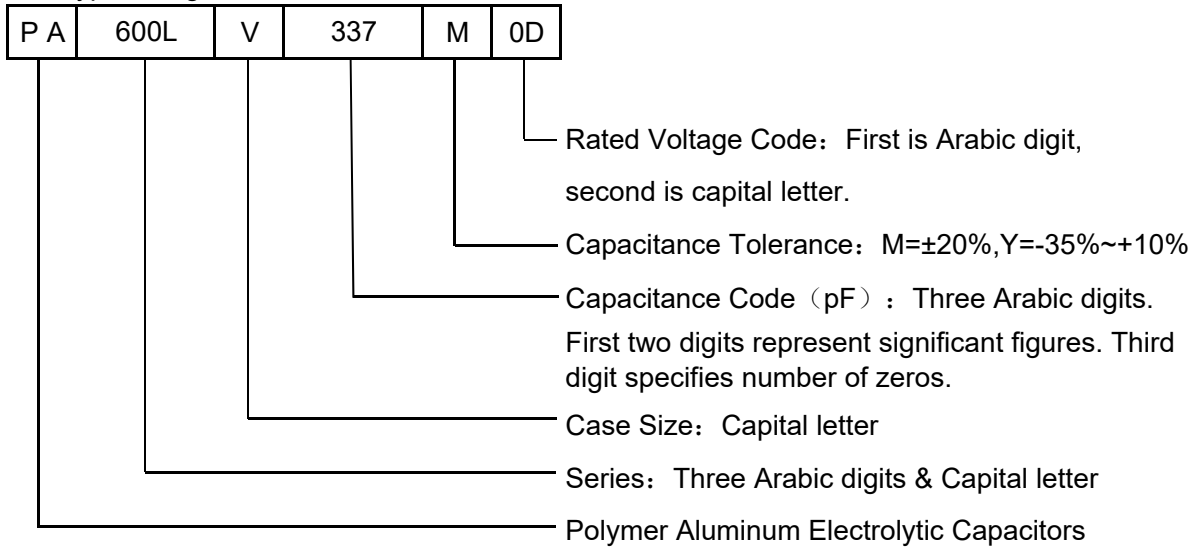 P A 600L V 337 M 0D
Rated Voltage Code：First is Arabic digit,
second is capital letter.
Capacitance Tolerance：M=±20%,Y=-35%~+10%
Capacitance Code（pF）：Three Arabic digits.
First two digits represent significant figures. Third
digit specifies number of zeros.
Case Size：Capital letter
Series：Three Arabic digits & Capital letter
Polymer Aluminum Electrolytic Capacitors